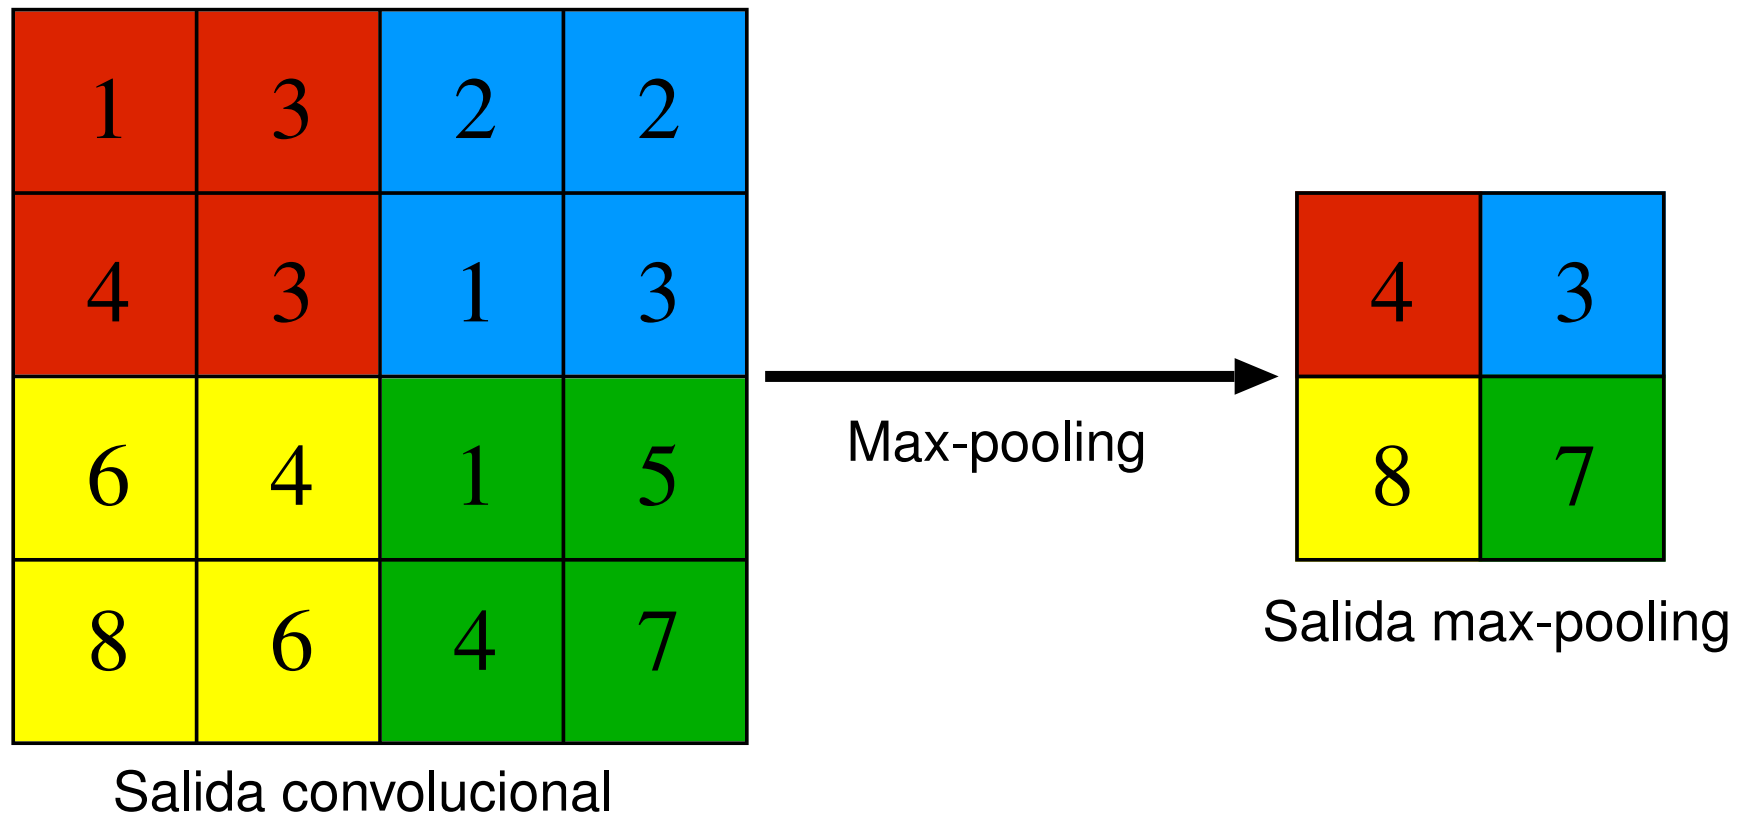 1 3 2 2
4 3 1 3
6 4 1 5
8 6 4 7
Salida convolucional
Max-pooling
4 3
8 7
Salida max-pooling